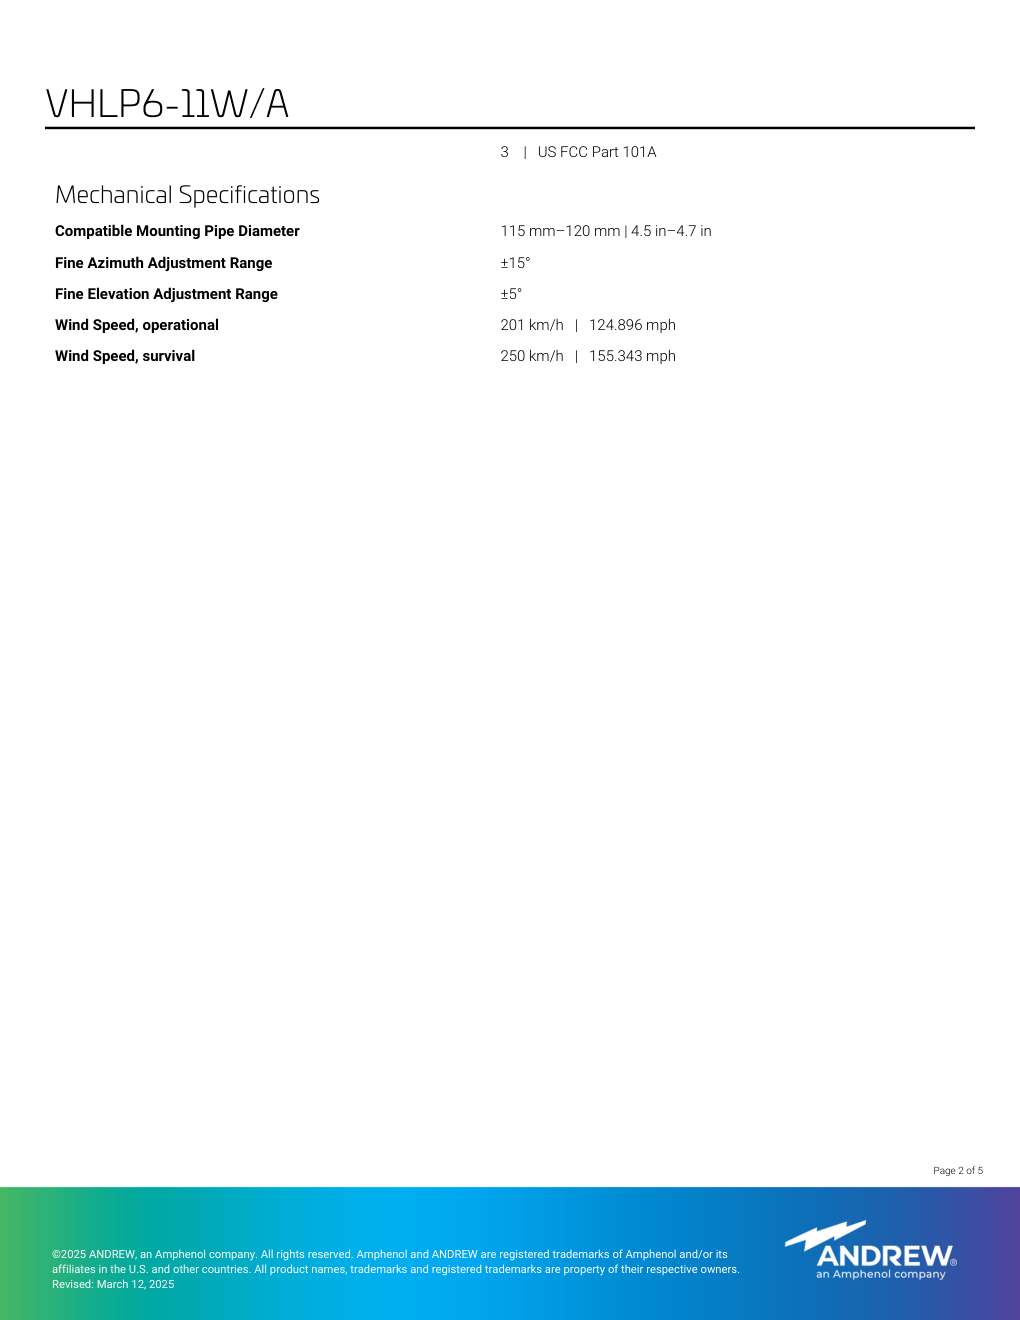 VHLP6-11W/A
3 | US FCC Part 101A
Mechanical Specifications
Compatible Mounting Pipe Diameter 115 mm–120 mm | 4.5 in–4.7 in
Fine Azimuth Adjustment Range ±15°
Fine Elevation Adjustment Range ±5°
Wind Speed, operational 201 km/h | 124.896 mph
Wind Speed, survival 250 km/h | 155.343 mph
Page 2 of 5
©2025 ANDREW, an Amphenol company. All rights reserved. Amphenol and ANDREW are registered trademarks of Amphenol and/or its
affiliates in the U.S. and other countries. All product names, trademarks and registered trademarks are property of their respective owners.
Revised: March 12, 2025
ANDREW®
an Amphenol company